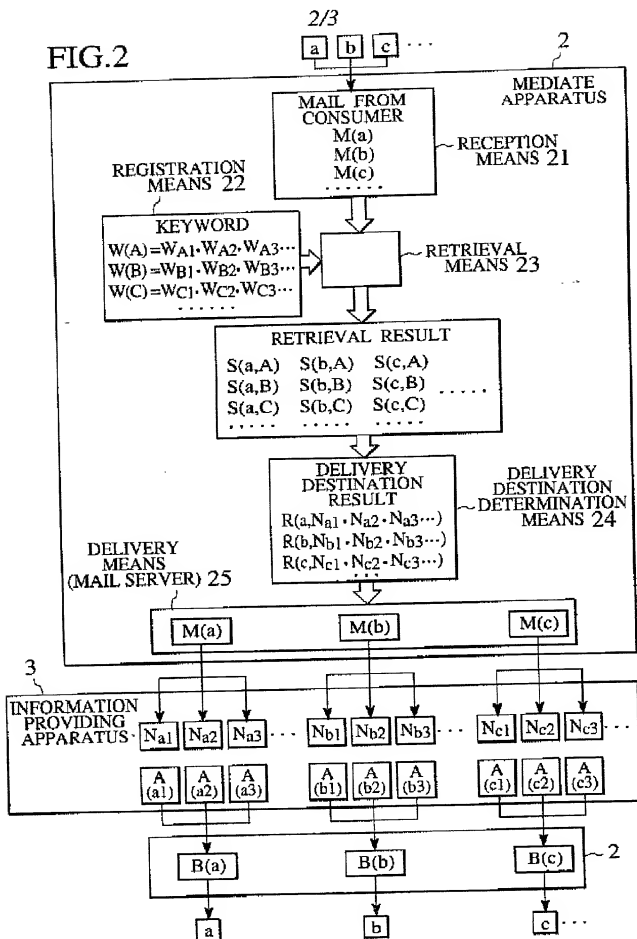 2/3
FIG.2
a b c ....
2
MEDIATE
APPARATUS
MAIL FROM
CONSUMER
M(a)
M(b)
M(c)
......
RECEPTION
MEANS 21
REGISTRATION
MEANS 22
KEYWORD
W(A)=WA1·WA2·WA3···
W(B)=WB1·WB2·WB3···
W(C)=WC1·WC2·WC3···
......
RETRIEVAL
MEANS 23
RETRIEVAL RESULT
S(a,A) S(b,A) S(c,A)
S(a,B) S(b,B) S(c,B) .....
S(a,C) S(b,C) S(c,C)
..... ..... .....
DELIVERY
DESTINATION
RESULT
R(a,Na1·Na2·Na3···)
R(b,Nb1·Nb2·Nb3···)
R(c,Nc1·Nc2·Nc3···)
...
DELIVERY
DESTINATION
DETERMINATION
MEANS 24
DELIVERY
MEANS
(MAIL SERVER) 25
M(a) M(b) M(c)
3
INFORMATION
PROVIDING
APPARATUS
Na1 Na2 Na3 ... Nb1 Nb2 Nb3 ... Nc1 Nc2 Nc3 ...
A A A A A A A A A
(a1) (a2) (a3) (b1) (b2) (b3) (c1) (c2) (c3)
B(a) B(b) B(c) 2
a b c ....